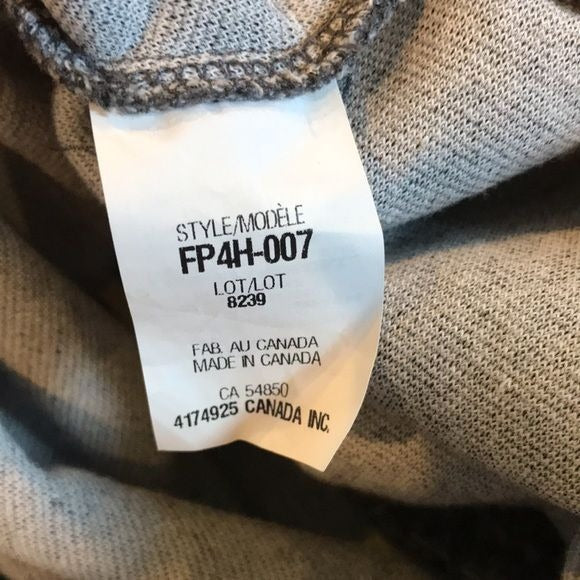 STYLE/MODÈLE
FP4H-007
LOT/LOT
8239
FAB. AU CANADA
MADE IN CANADA
CA 54850
4174925 CANADA INC.